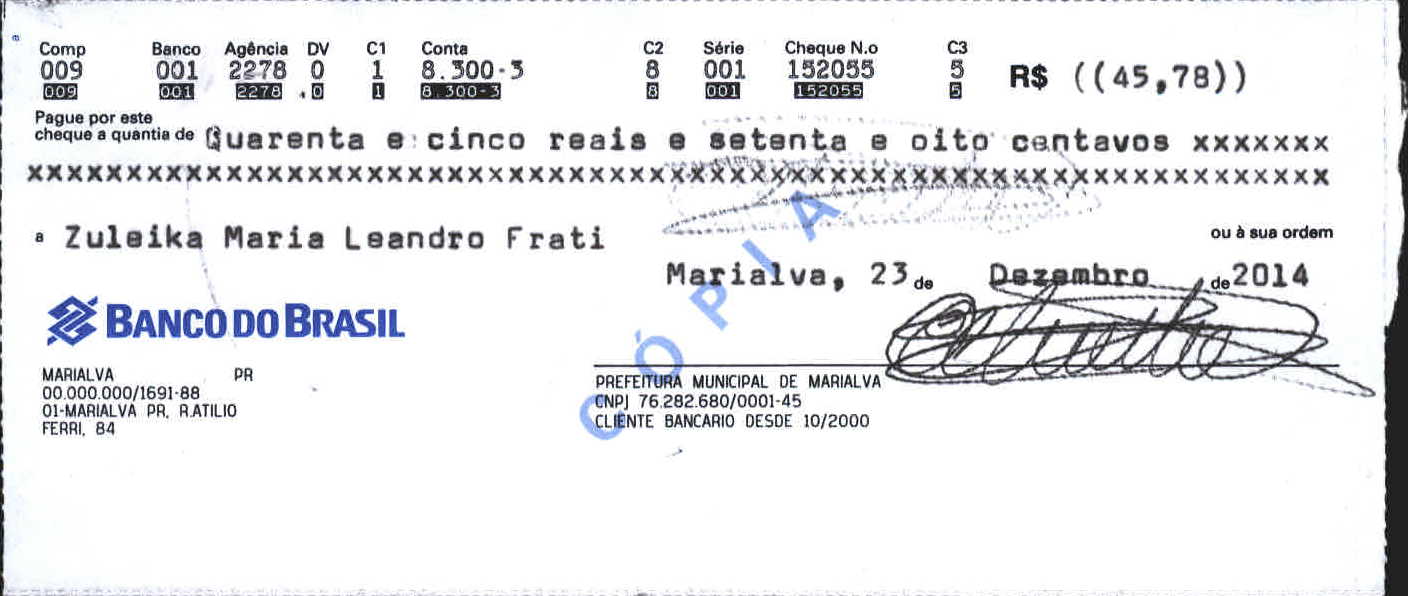 Comp Banco Agência DV C1 Conta C2 Série Cheque N.o C3
009 001 2278 0 1 8.300-3 8 001 152055 5 R$ ((45,78))
009 001 2278 .0 1 8.300-3 8 001 152055 5
Pague por este
cheque a quantia de Quarenta e cinco reais e setenta e oito centavos xxxxxxx
xxxxxxxxxxxxxxxxxxxxxxxxxxxxxxxxxxxxxxxxxxxxxxxxxxxxxxxxxxxxxxxxx
a Zuleika Maria Leandro Frati ou à sua ordem
Marialva, 23 de Dezembro de 2014
CÓPIA
BANCO DO BRASIL
MARIALVA PR
00.000.000/1691-88
01-MARIALVA PR, R.ATILIO
FERRI, 84
PREFEITURA MUNICIPAL DE MARIALVA
CNPJ 76.282.680/0001-45
CLIENTE BANCARIO DESDE 10/2000